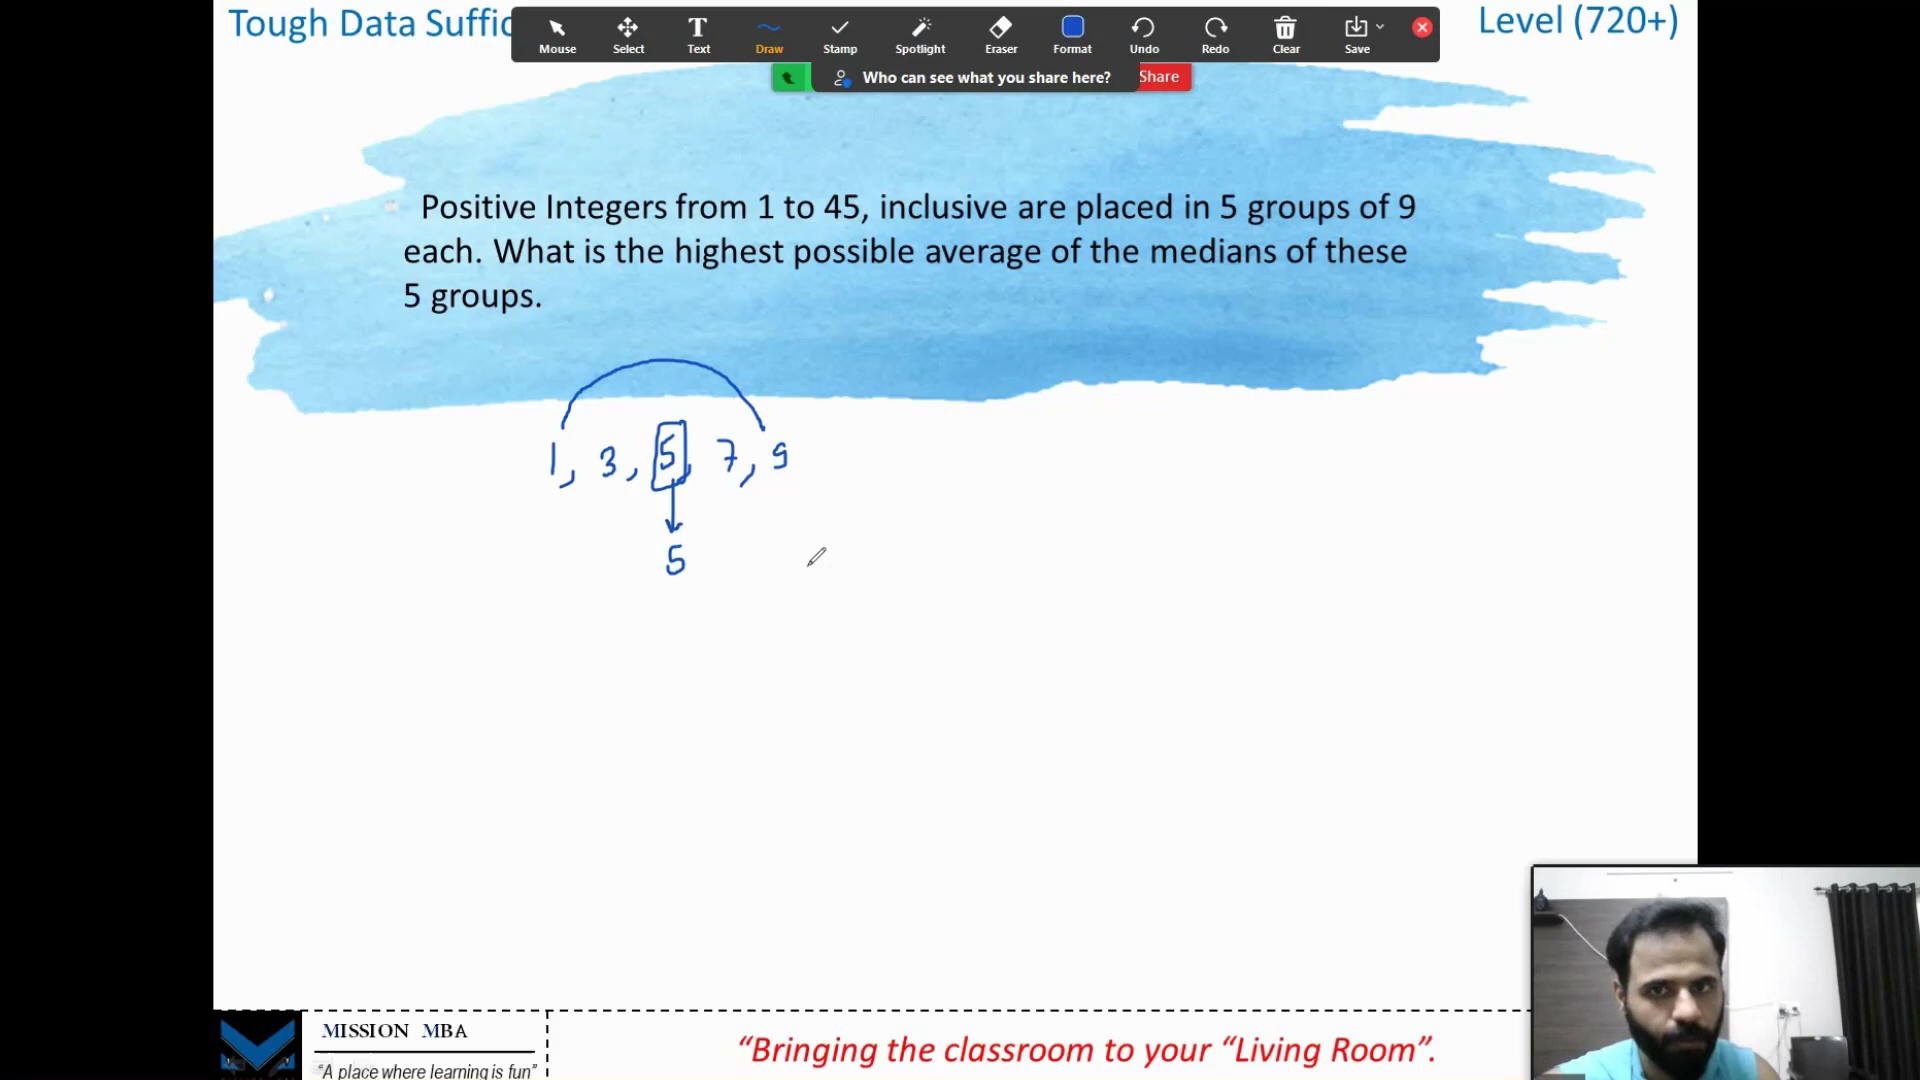 Tough Data Suffic
Level (720+)
Mouse
Select
Text
Draw
Stamp
Spotlight
Eraser
Format
Undo
Redo
Clear
Save
Who can see what you share here?
Share
Positive Integers from 1 to 45, inclusive are placed in 5 groups of 9
each. What is the highest possible average of the medians of these
5 groups.
1, 3, 5, 7, 9
5
MISSION MBA
“A place where learning is fun”
“Bringing the classroom to your “Living Room”.